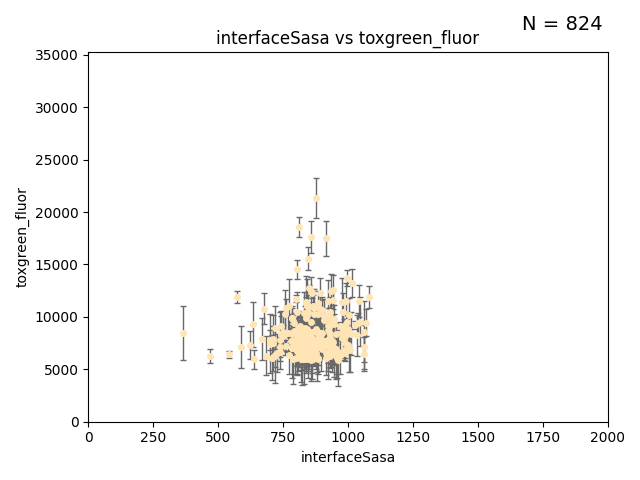 N = 824
interfaceSasa vs toxgreen_fluor
35000
30000
25000
20000
15000
10000
5000
0
toxgreen_fluor
0 250 500 750 1000 1250 1500 1750 2000
interfaceSasa